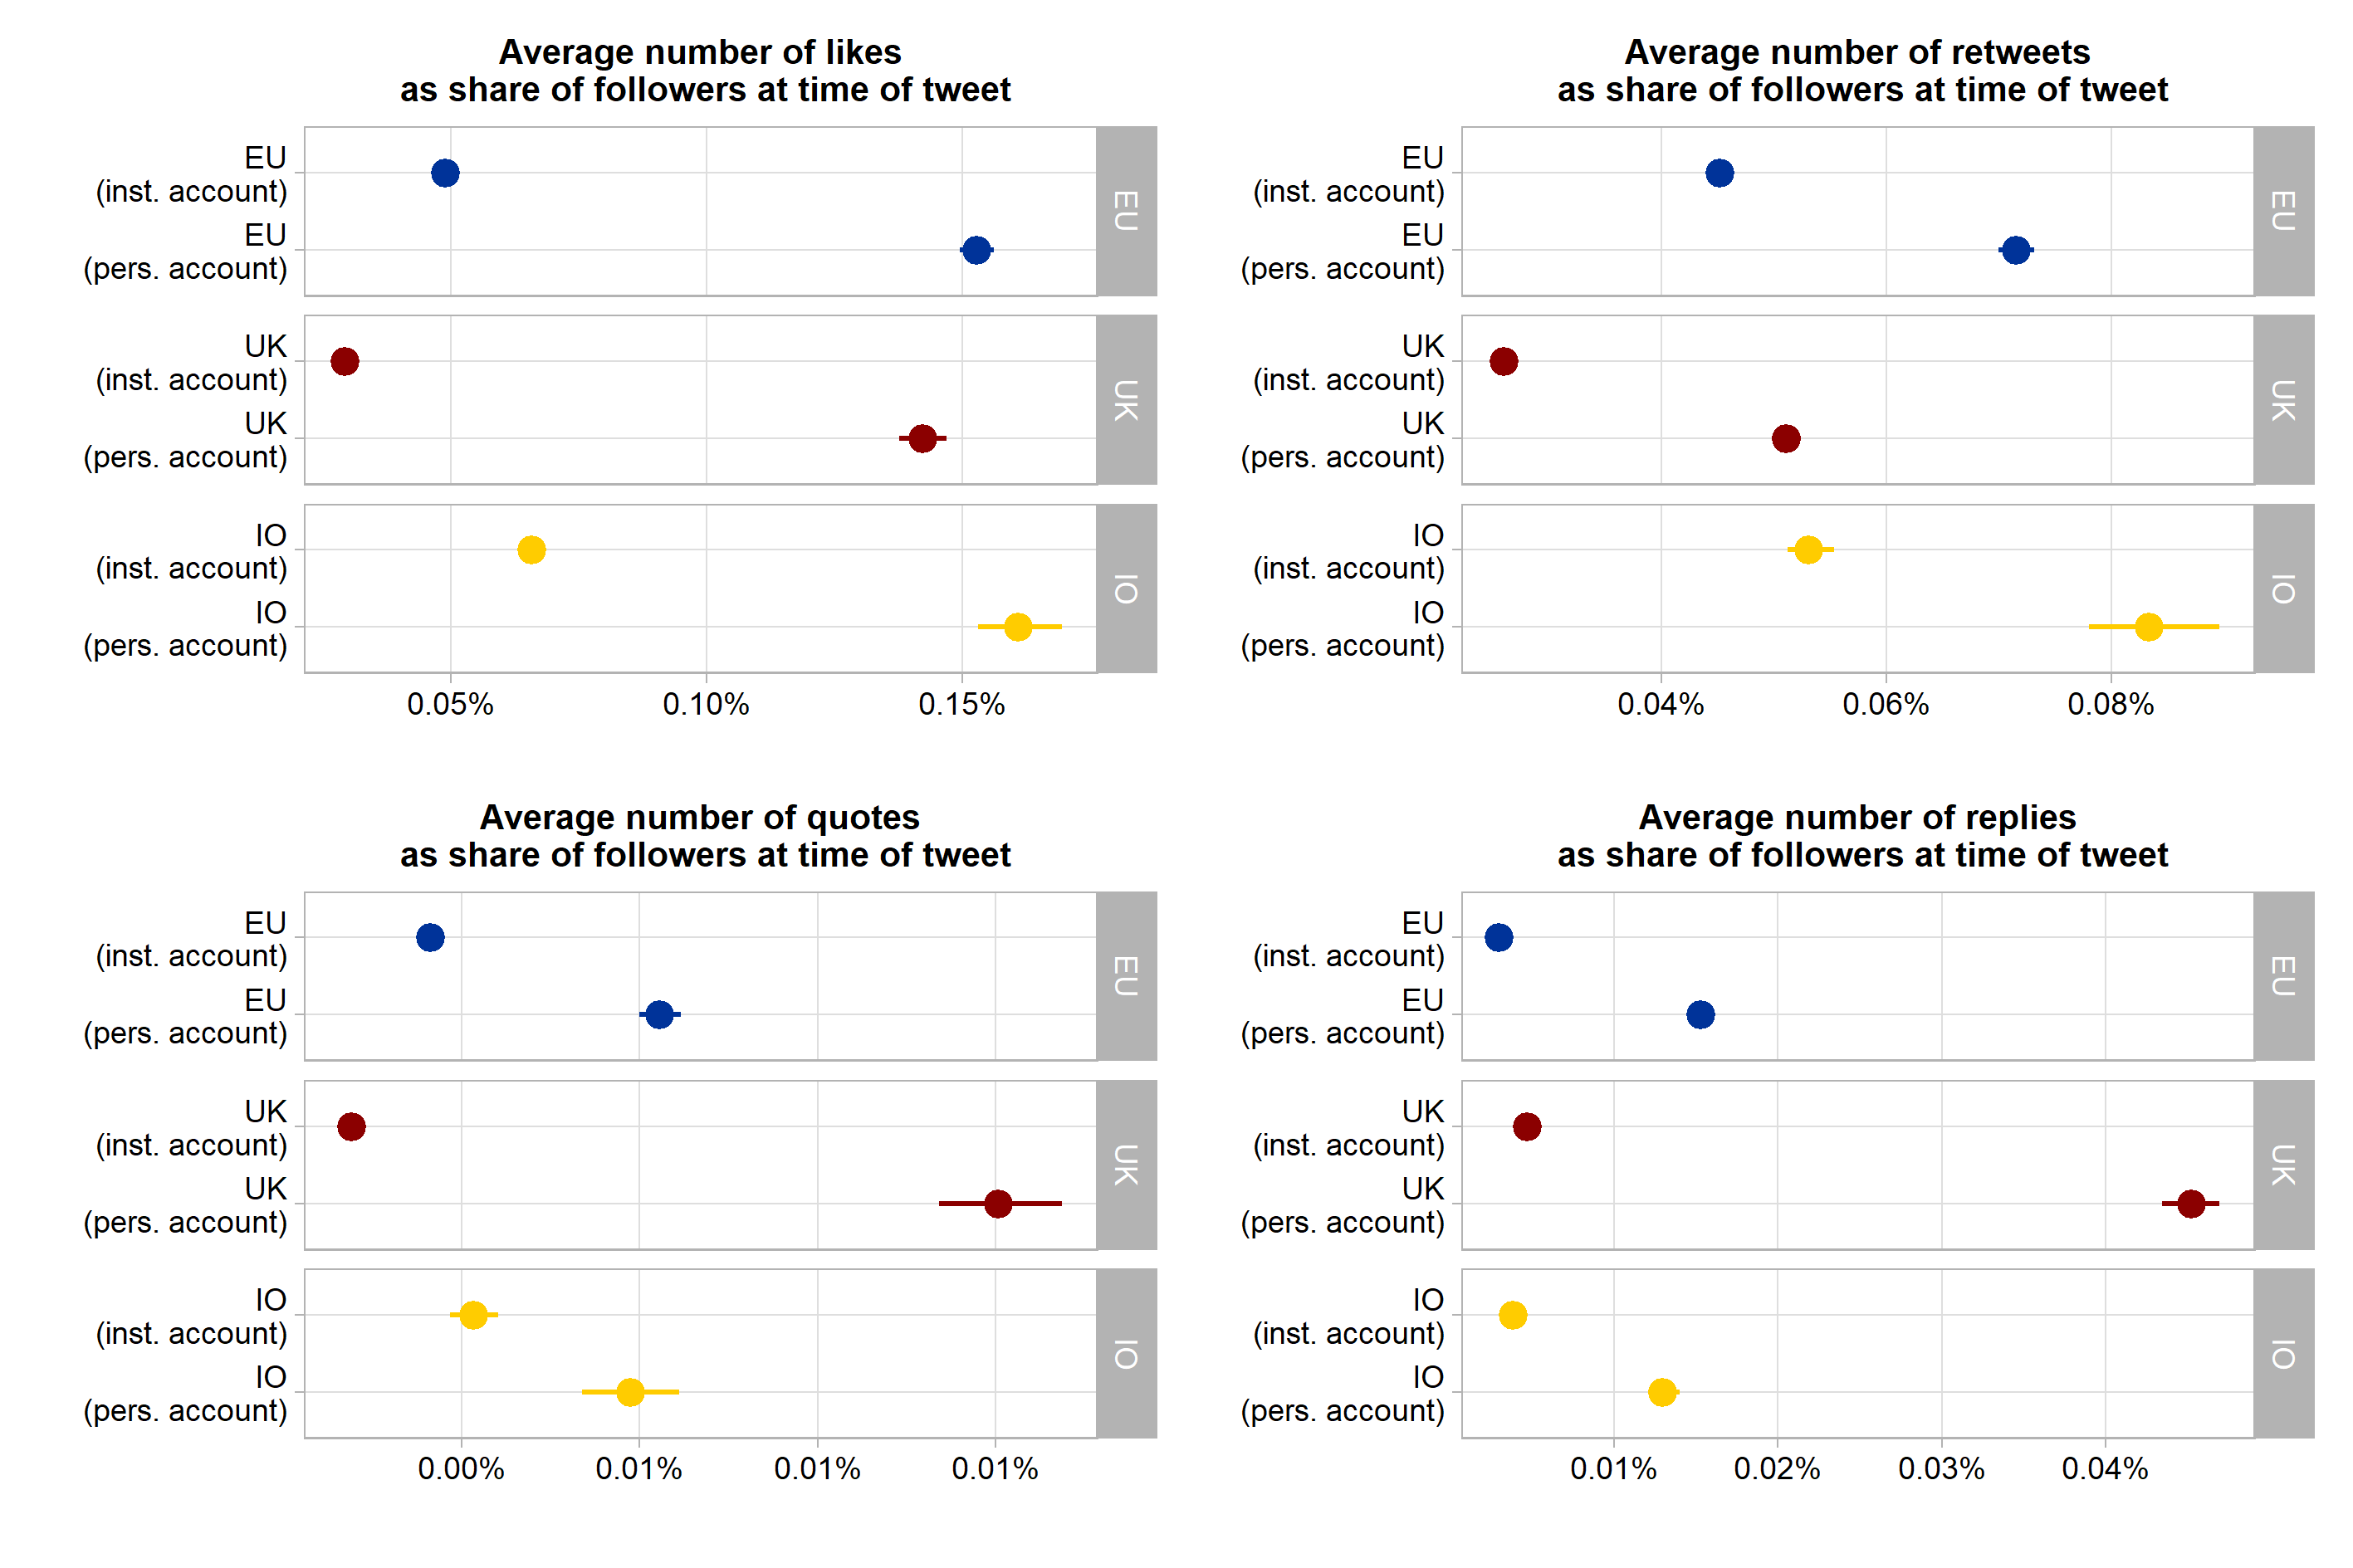 Average number of likes
as share of followers at time of tweet
EU
(inst. account)
EU
(pers. account)
EU
UK
(inst. account)
UK
(pers. account)
UK
IO
(inst. account)
IO
(pers. account)
IO
0.05%
0.10%
0.15%
Average number of retweets
as share of followers at time of tweet
EU
(inst. account)
EU
(pers. account)
EU
UK
(inst. account)
UK
(pers. account)
UK
IO
(inst. account)
IO
(pers. account)
IO
0.04%
0.06%
0.08%
Average number of quotes
as share of followers at time of tweet
EU
(inst. account)
EU
(pers. account)
EU
UK
(inst. account)
UK
(pers. account)
UK
IO
(inst. account)
IO
(pers. account)
IO
0.00%
0.01%
0.01%
0.01%
Average number of replies
as share of followers at time of tweet
EU
(inst. account)
EU
(pers. account)
EU
UK
(inst. account)
UK
(pers. account)
UK
IO
(inst. account)
IO
(pers. account)
IO
0.01%
0.02%
0.03%
0.04%